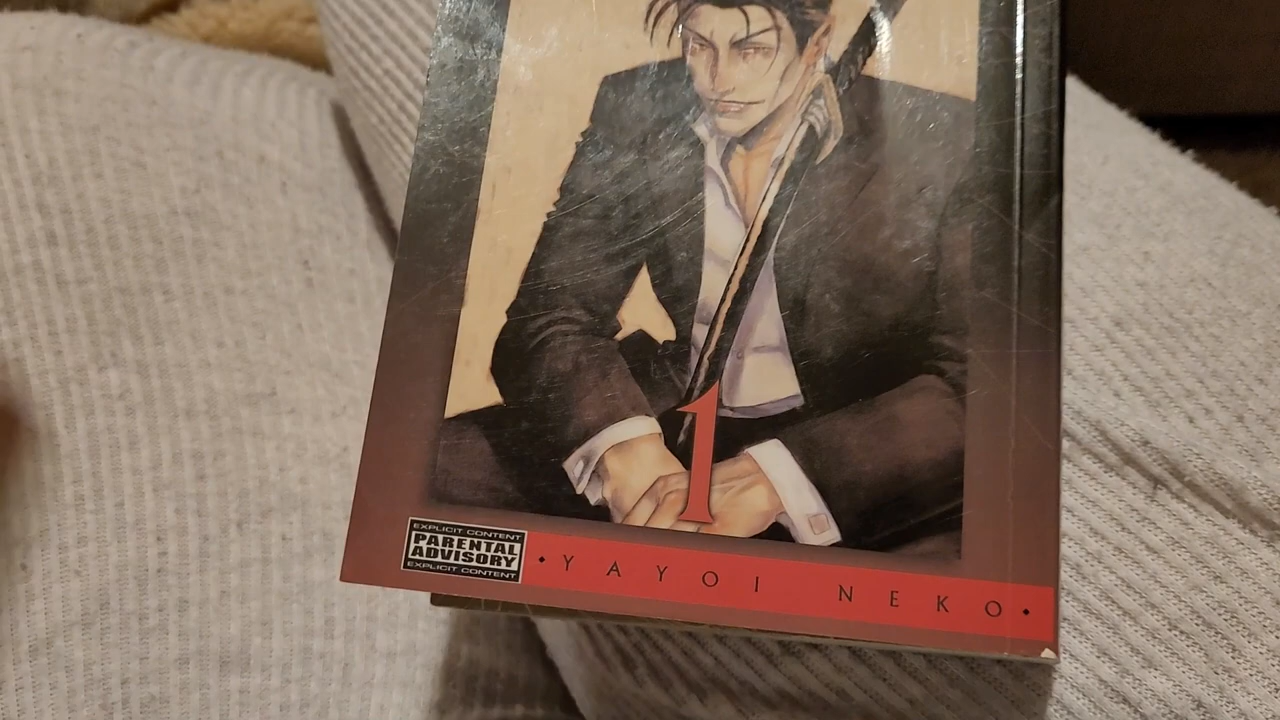 1
EXPLICIT CONTENT
PARENTAL
ADVISORY
EXPLICIT CONTENT
•YAYOI NEKO•